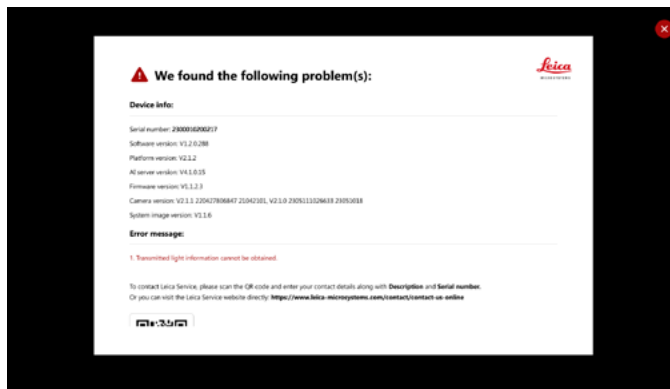 We found the following problem(s):
Leica
MICROSYSTEMS
Device info:
Serial number: 2300010200217
Software version: V1.2.0.288
Platform version: V2.1.2
AI server version: V4.1.0.15
Firmware version: V1.1.2.3
Camera version: V2.1.1 220427806847 21042101, V2.1.0 2305111026633 23051018
System image version: V1.1.6
Error message:
1. Transmitted light information cannot be obtained.
To contact Leica Service, please scan the QR code and enter your contact details along with Description and Serial number.
Or you can visit the Leica Service website directly: https://www.leica-microsystems.com/contact/contact-us-online